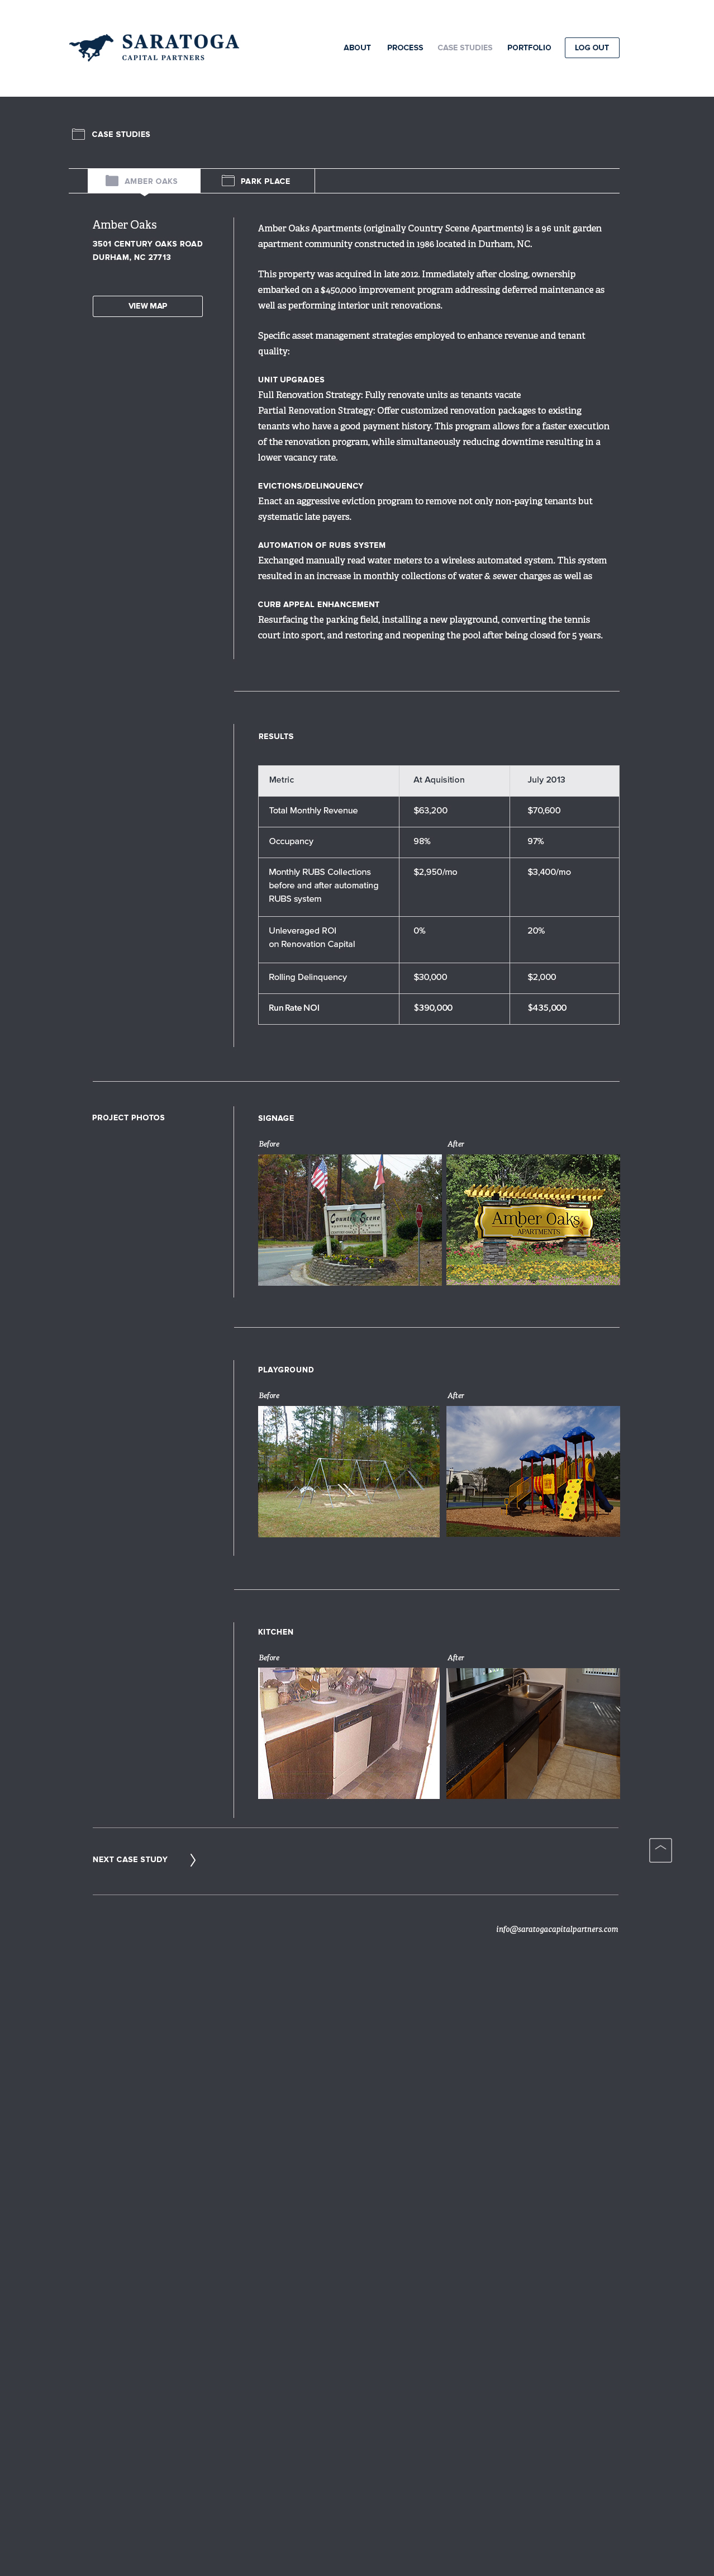 SARATOGA
CAPITAL PARTNERS
ABOUT PROCESS CASE STUDIES PORTFOLIO LOG OUT
CASE STUDIES
AMBER OAKS PARK PLACE
Amber Oaks
3501 CENTURY OAKS ROAD
DURHAM, NC 27713
VIEW MAP
Amber Oaks Apartments (originally Country Scene Apartments) is a 96 unit garden
apartment community constructed in 1986 located in Durham, NC.
This property was acquired in late 2012. Immediately after closing, ownership
embarked on a $450,000 improvement program addressing deferred maintenance as
well as performing interior unit renovations.
Specific asset management strategies employed to enhance revenue and tenant
quality:
UNIT UPGRADES
Full Renovation Strategy: Fully renovate units as tenants vacate
Partial Renovation Strategy: Offer customized renovation packages to existing
tenants who have a good payment history. This program allows for a faster execution
of the renovation program, while simultaneously reducing downtime resulting in a
lower vacancy rate.
EVICTIONS/DELINQUENCY
Enact an aggressive eviction program to remove not only non-paying tenants but
systematic late payers.
AUTOMATION OF RUBS SYSTEM
Exchanged manually read water meters to a wireless automated system. This system
resulted in an increase in monthly collections of water & sewer charges as well as
CURB APPEAL ENHANCEMENT
Resurfacing the parking field, installing a new playground, converting the tennis
court into sport, and restoring and reopening the pool after being closed for 5 years.
RESULTS
Metric At Aquisition July 2013
Total Monthly Revenue $63,200 $70,600
Occupancy 98% 97%
Monthly RUBS Collections $2,950/mo $3,400/mo
before and after automating
RUBS system
Unleveraged ROI 0% 20%
on Renovation Capital
Rolling Delinquency $30,000 $2,000
Run Rate NOI $390,000 $435,000
PROJECT PHOTOS
SIGNAGE
Before After
Country Scene
Amber Oaks
APARTMENTS
PLAYGROUND
Before After
KITCHEN
Before After
NEXT CASE STUDY
info@saratogacapitalpartners.com